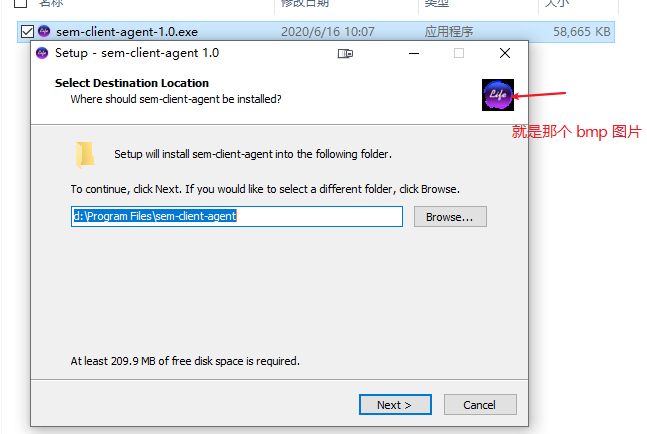 名称 修改日期 类型 大小
sem-client-agent-1.0.exe 2020/6/16 10:07 应用程序 58,665 KB
Setup - sem-client-agent 1.0
Select Destination Location
Where should sem-client-agent be installed?
Life
就是那个 bmp 图片
Setup will install sem-client-agent into the following folder.
To continue, click Next. If you would like to select a different folder, click Browse.
d:\Program Files\sem-client-agent
Browse...
At least 209.9 MB of free disk space is required.
Next >
Cancel